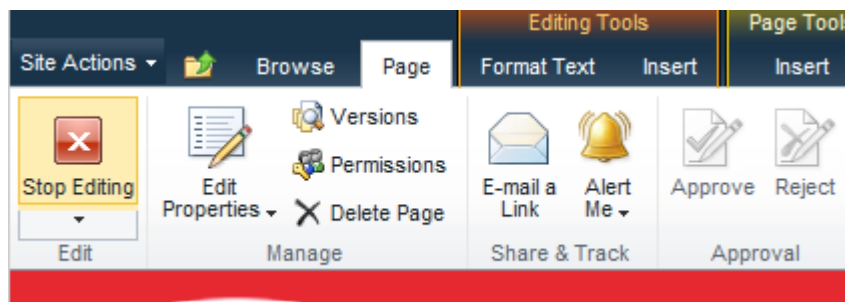 Editing Tools Page Tools
Site Actions Browse Page Format Text Insert Insert
Stop Editing
Edit
Edit
Properties
Versions
Permissions
Delete Page
Manage
E-mail a
Link
Alert
Me
Share & Track
Approve Reject
Approval